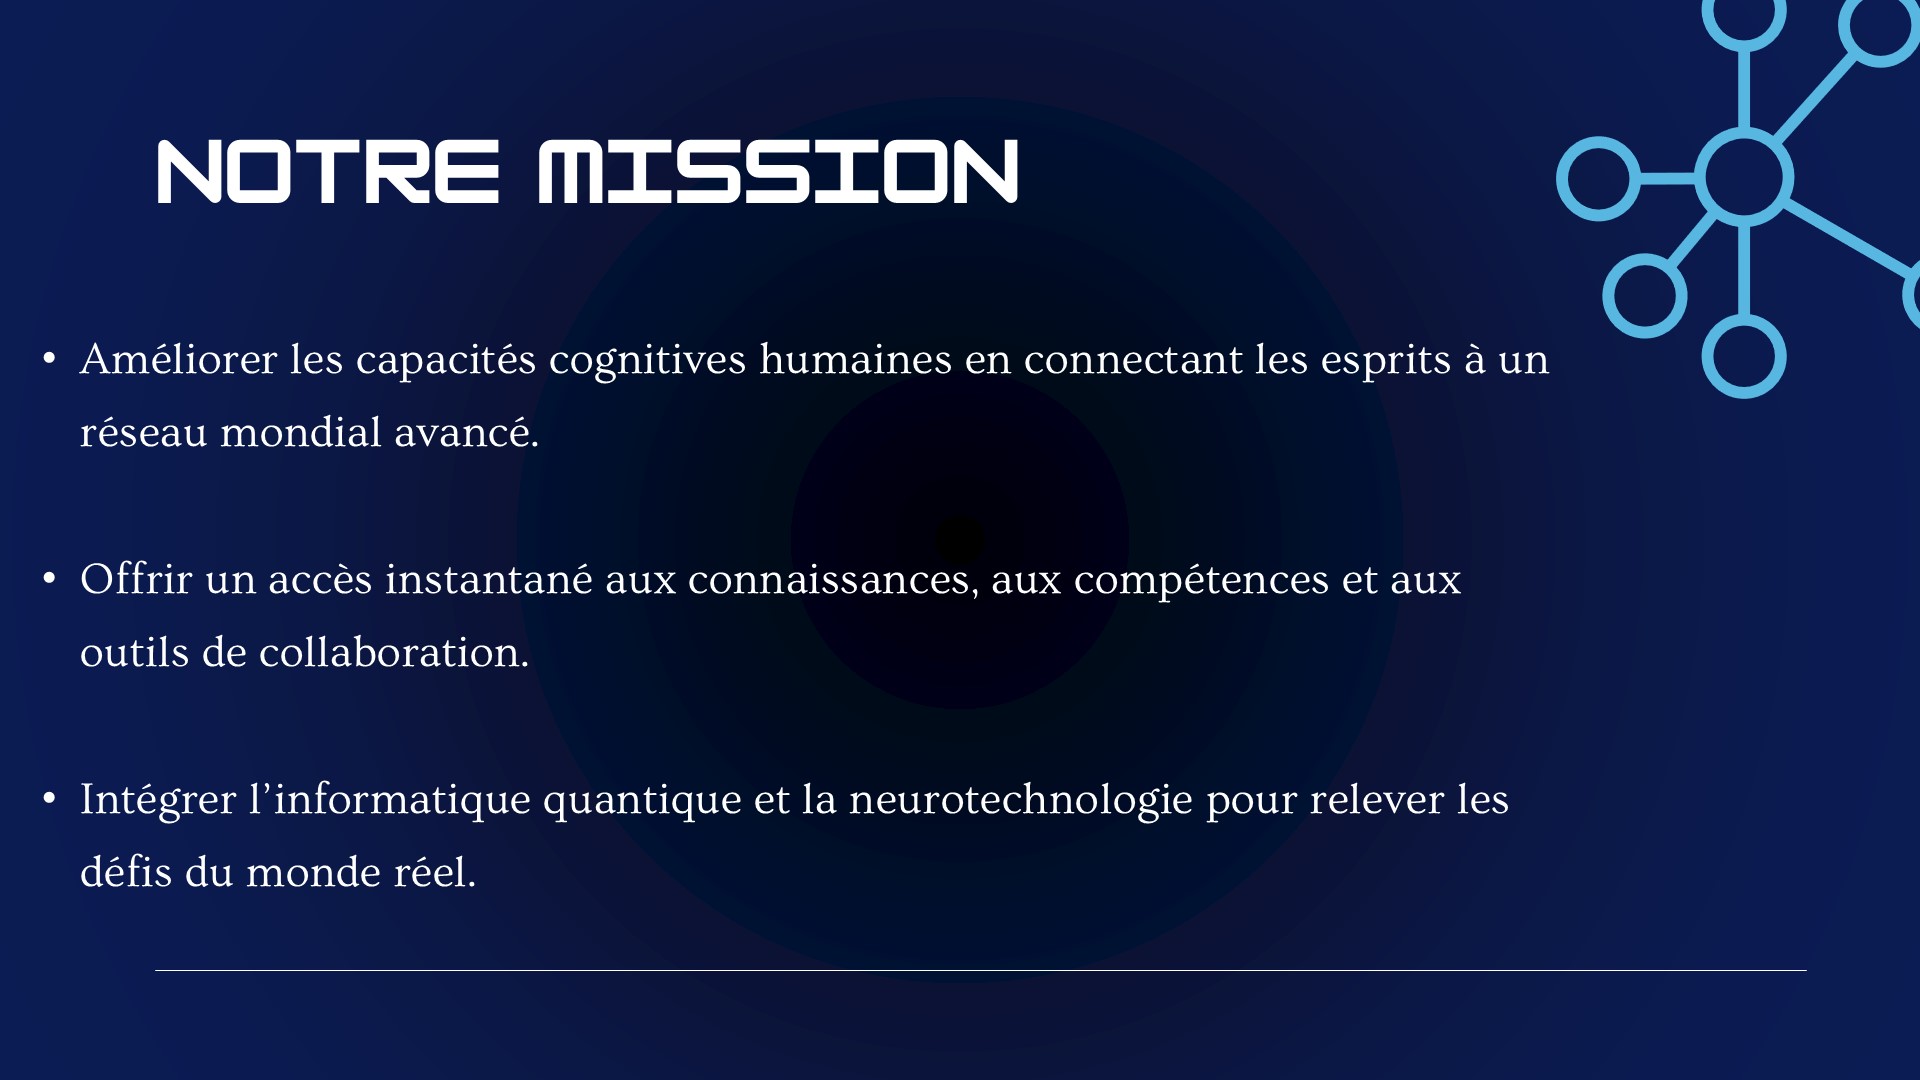 NOTRE MISSION
• Améliorer les capacités cognitives humaines en connectant les esprits à un
réseau mondial avancé.
• Offrir un accès instantané aux connaissances, aux compétences et aux
outils de collaboration.
• Intégrer l’informatique quantique et la neurotechnologie pour relever les
défis du monde réel.